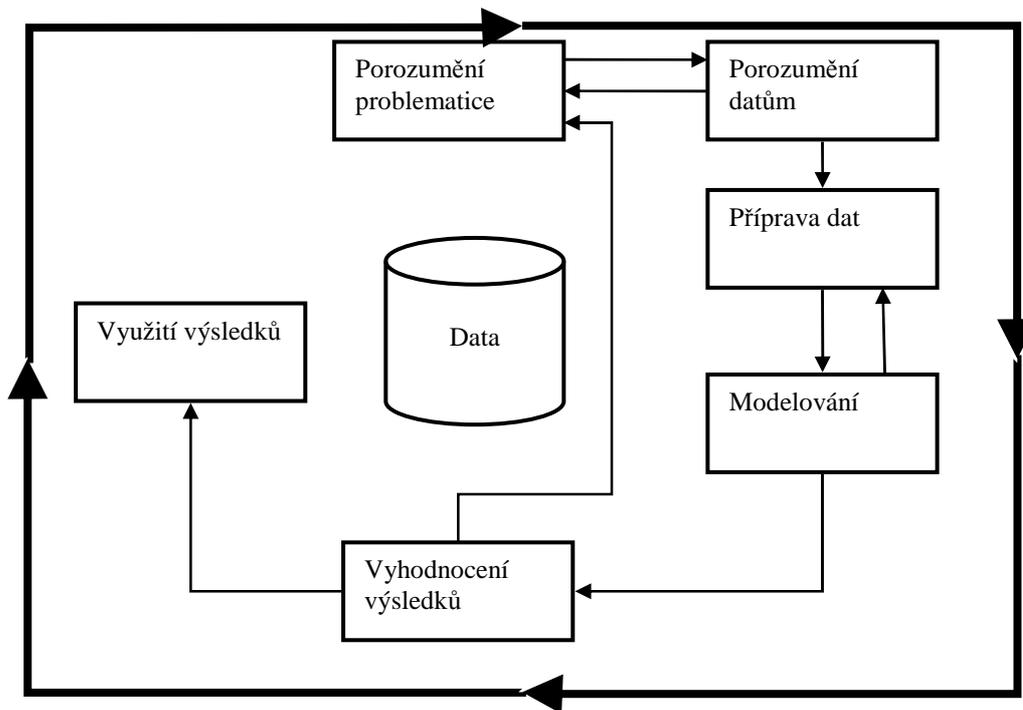 Porozumění
problematice
Porozumění
datům
Příprava dat
Data
Využití výsledků
Modelování
Vyhodnocení
výsledků